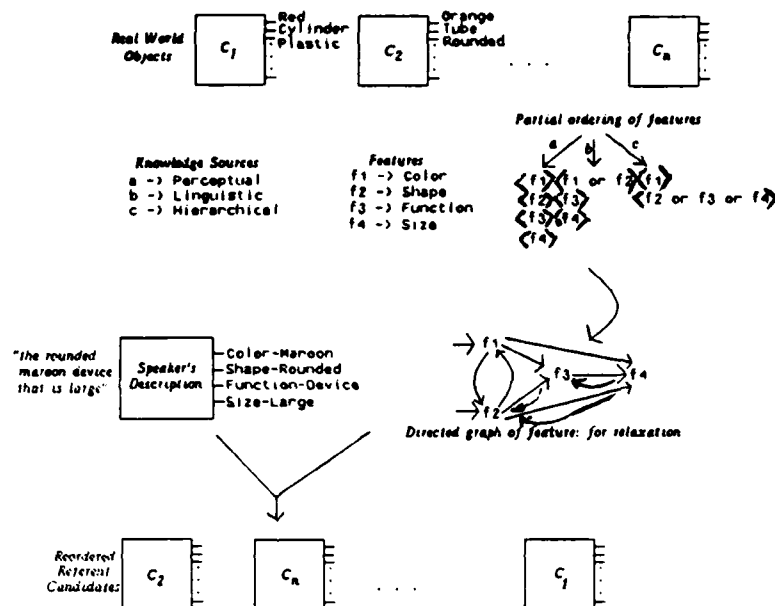 Real World Objects
C1
Red
Cylinder
Plastic
C2
Orange
Tube
Rounded
. . .
Cn
Partial ordering of features
a
b
c
Knowledge Sources
a -> Perceptual
b -> Linguistic
c -> Hierarchical
Features
f1 -> Color
f2 -> Shape
f3 -> Function
f4 -> Size
<f1> <f1 or f2> <f1>
<f2> <f3> <f2 or f3 or f4>
<f3> <f4>
<f4>
"the rounded
maroon device
that is large"
Speaker's
Description
Color-Maroon
Shape-Rounded
Function-Device
Size-Large
f1
f3
f4
f2
Directed graph of feature: for relaxation
Reordered
Referent
Candidates
C2
Cn
. . .
C1